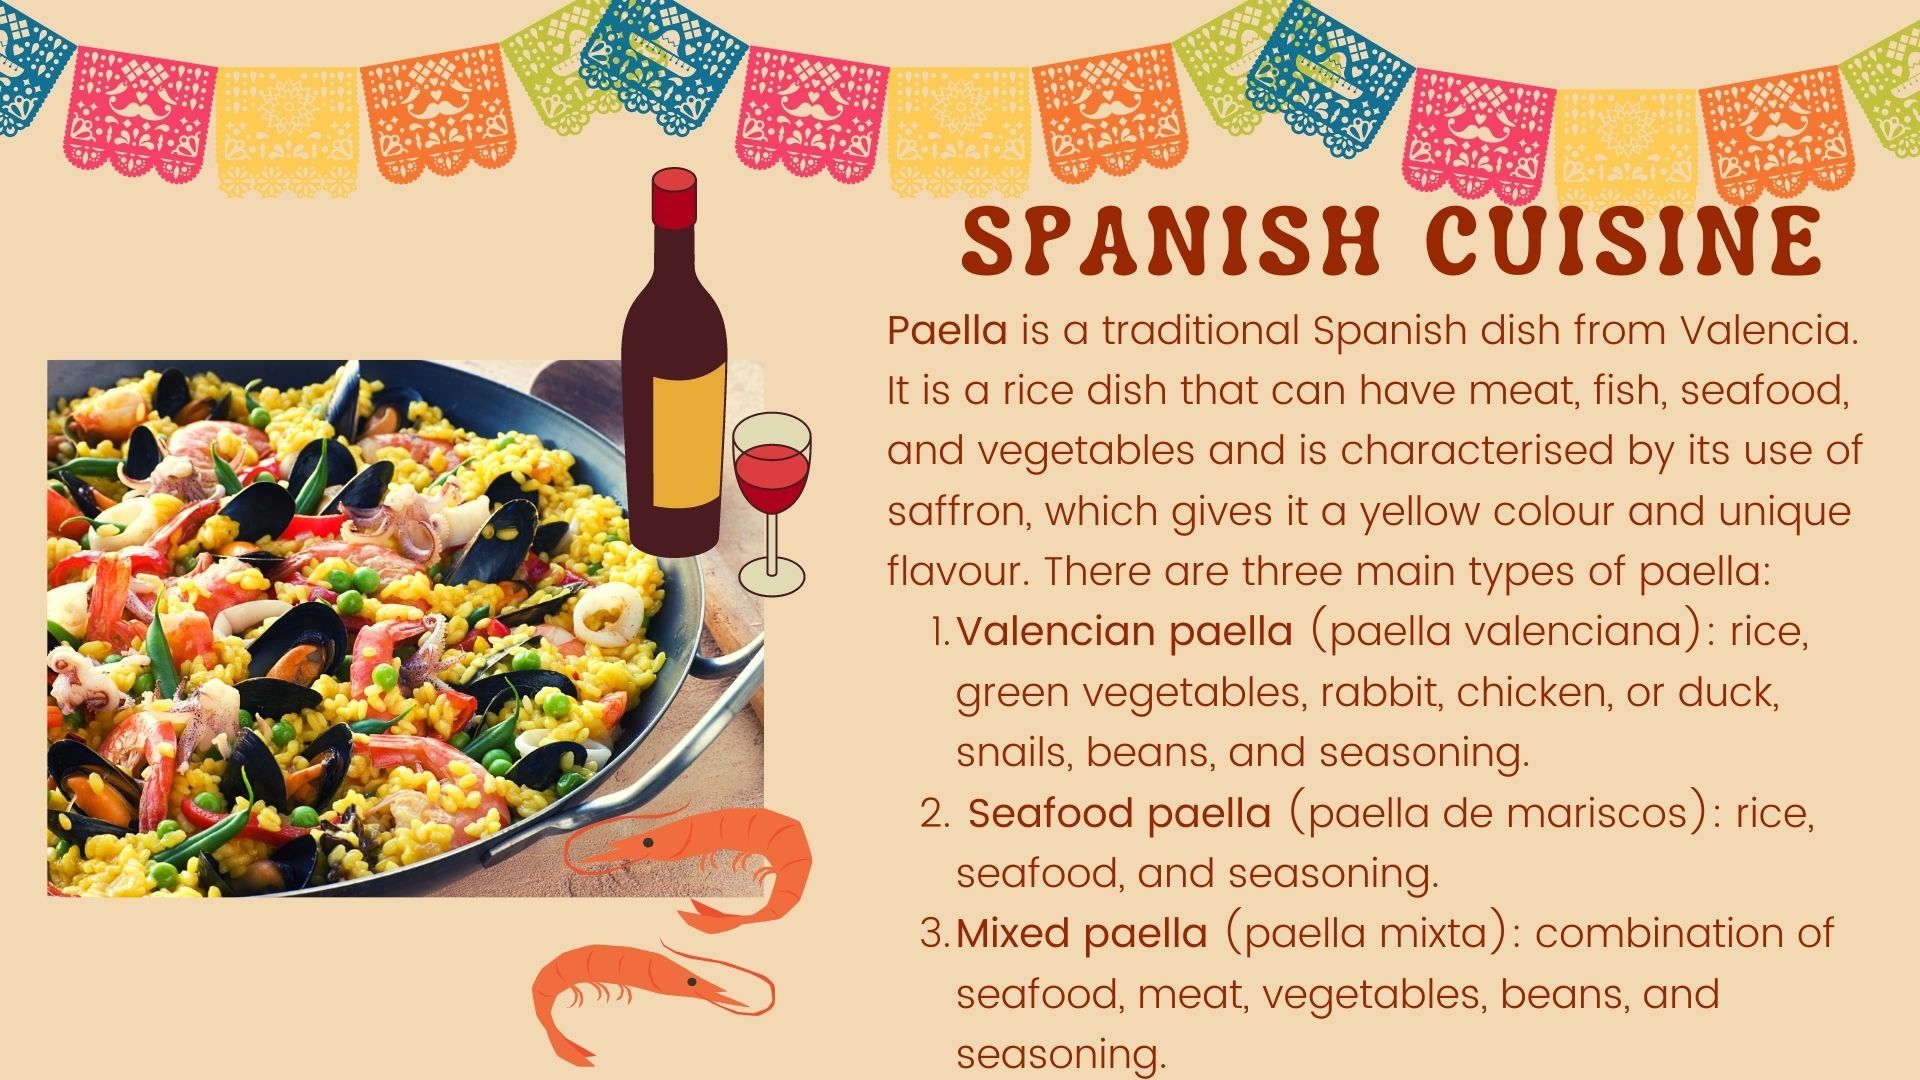 SPANISH CUISINE
Paella is a traditional Spanish dish from Valencia.
It is a rice dish that can have meat, fish, seafood,
and vegetables and is characterised by its use of
saffron, which gives it a yellow colour and unique
flavour. There are three main types of paella:
1. Valencian paella (paella valenciana): rice,
green vegetables, rabbit, chicken, or duck,
snails, beans, and seasoning.
2. Seafood paella (paella de mariscos): rice,
seafood, and seasoning.
3. Mixed paella (paella mixta): combination of
seafood, meat, vegetables, beans, and
seasoning.